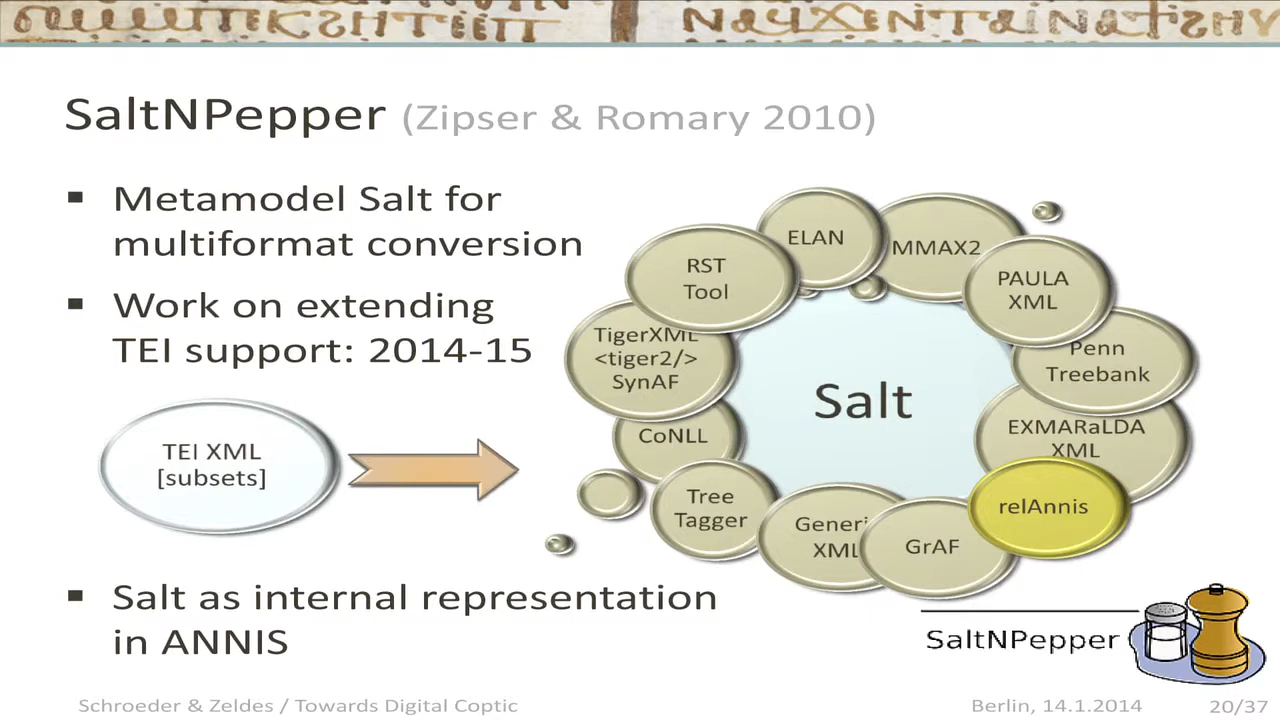 SaltNPepper (Zipser & Romary 2010)
▪ Metamodel Salt for
multiformat conversion
▪ Work on extending
TEI support: 2014-15
TEI XML
[subsets]
ELAN
MMAX2
RST
Tool
PAULA
XML
TigerXML
<tiger2/>
SynAF
Penn
Treebank
Salt
CoNLL
EXMARaLDA
XML
Tree
Tagger
relAnnis
Generi
XML
GrAF
▪ Salt as internal representation
in ANNIS
SaltNPepper
Schroeder & Zeldes / Towards Digital Coptic
Berlin, 14.1.2014
20/37